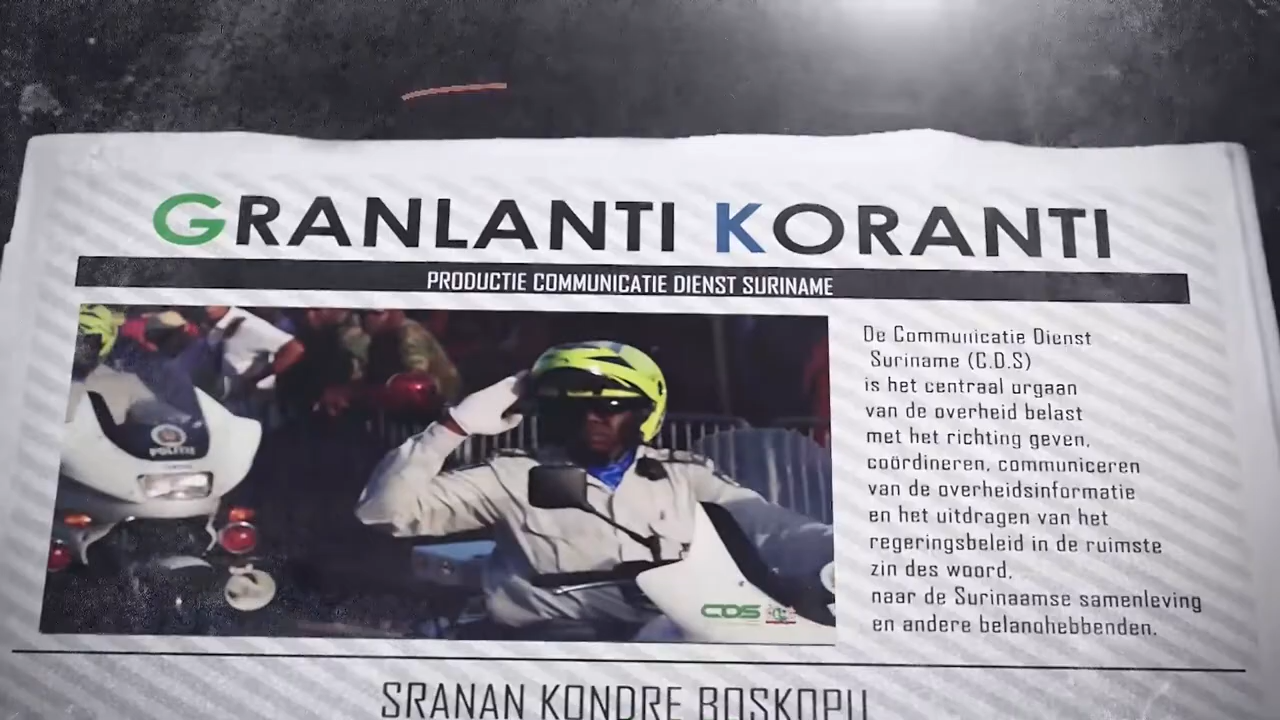 GRANLANTI KORANTI
PRODUCTIE COMMUNICATIE DIENST SURINAME
De Communicatie Dienst
Suriname (C.D.S)
is het centraal orgaan
van de overheid belast
met het richting geven,
coördineren, communiceren
van de overheidsinformatie
en het uitdragen van het
regeringsbeleid in de ruimste
zin des woord,
naar de Surinaamse samenleving
en andere belanghebbenden.
POLITIE
CDS
SRANAN KONDRE BOSKOPU